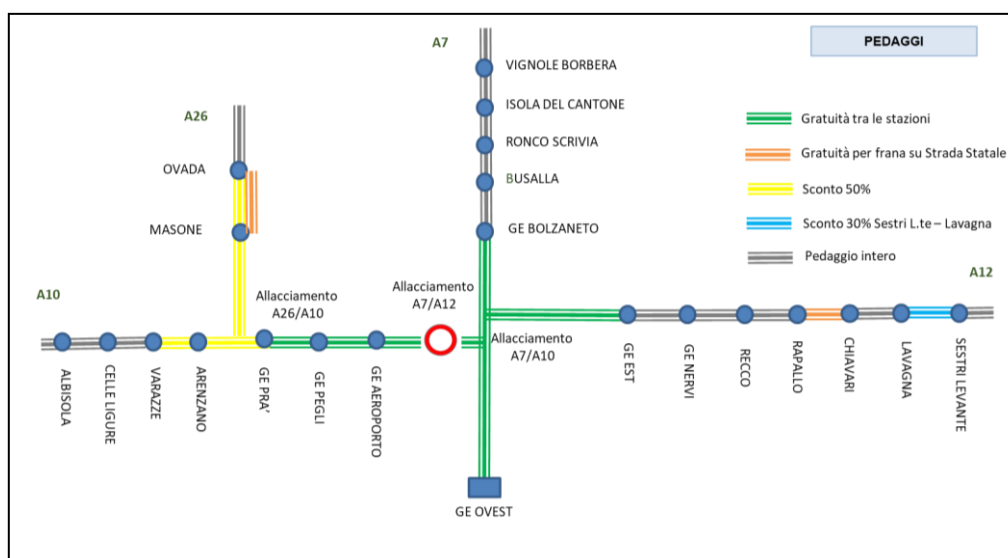 A7
PEDAGGI
VIGNOLE BORBERA
ISOLA DEL CANTONE
RONCO SCRIVIA
BUSALLA
GE BOLZANETO
A26
OVADA
MASONE
Gratuità tra le stazioni
Gratuità per frana su Strada Statale
Sconto 50%
Sconto 30% Sestri L.te – Lavagna
Pedaggio intero
A10
Allacciamento
A26/A10
Allacciamento
A7/A12
Allacciamento
A7/A10
A12
ALBISOLA
CELLE LIGURE
VARAZZE
ARENZANO
GE PRA'
GE PEGLI
GE AEROPORTO
GE EST
GE NERVI
RECCO
RAPALLO
CHIAVARI
LAVAGNA
SESTRI LEVANTE
GE OVEST